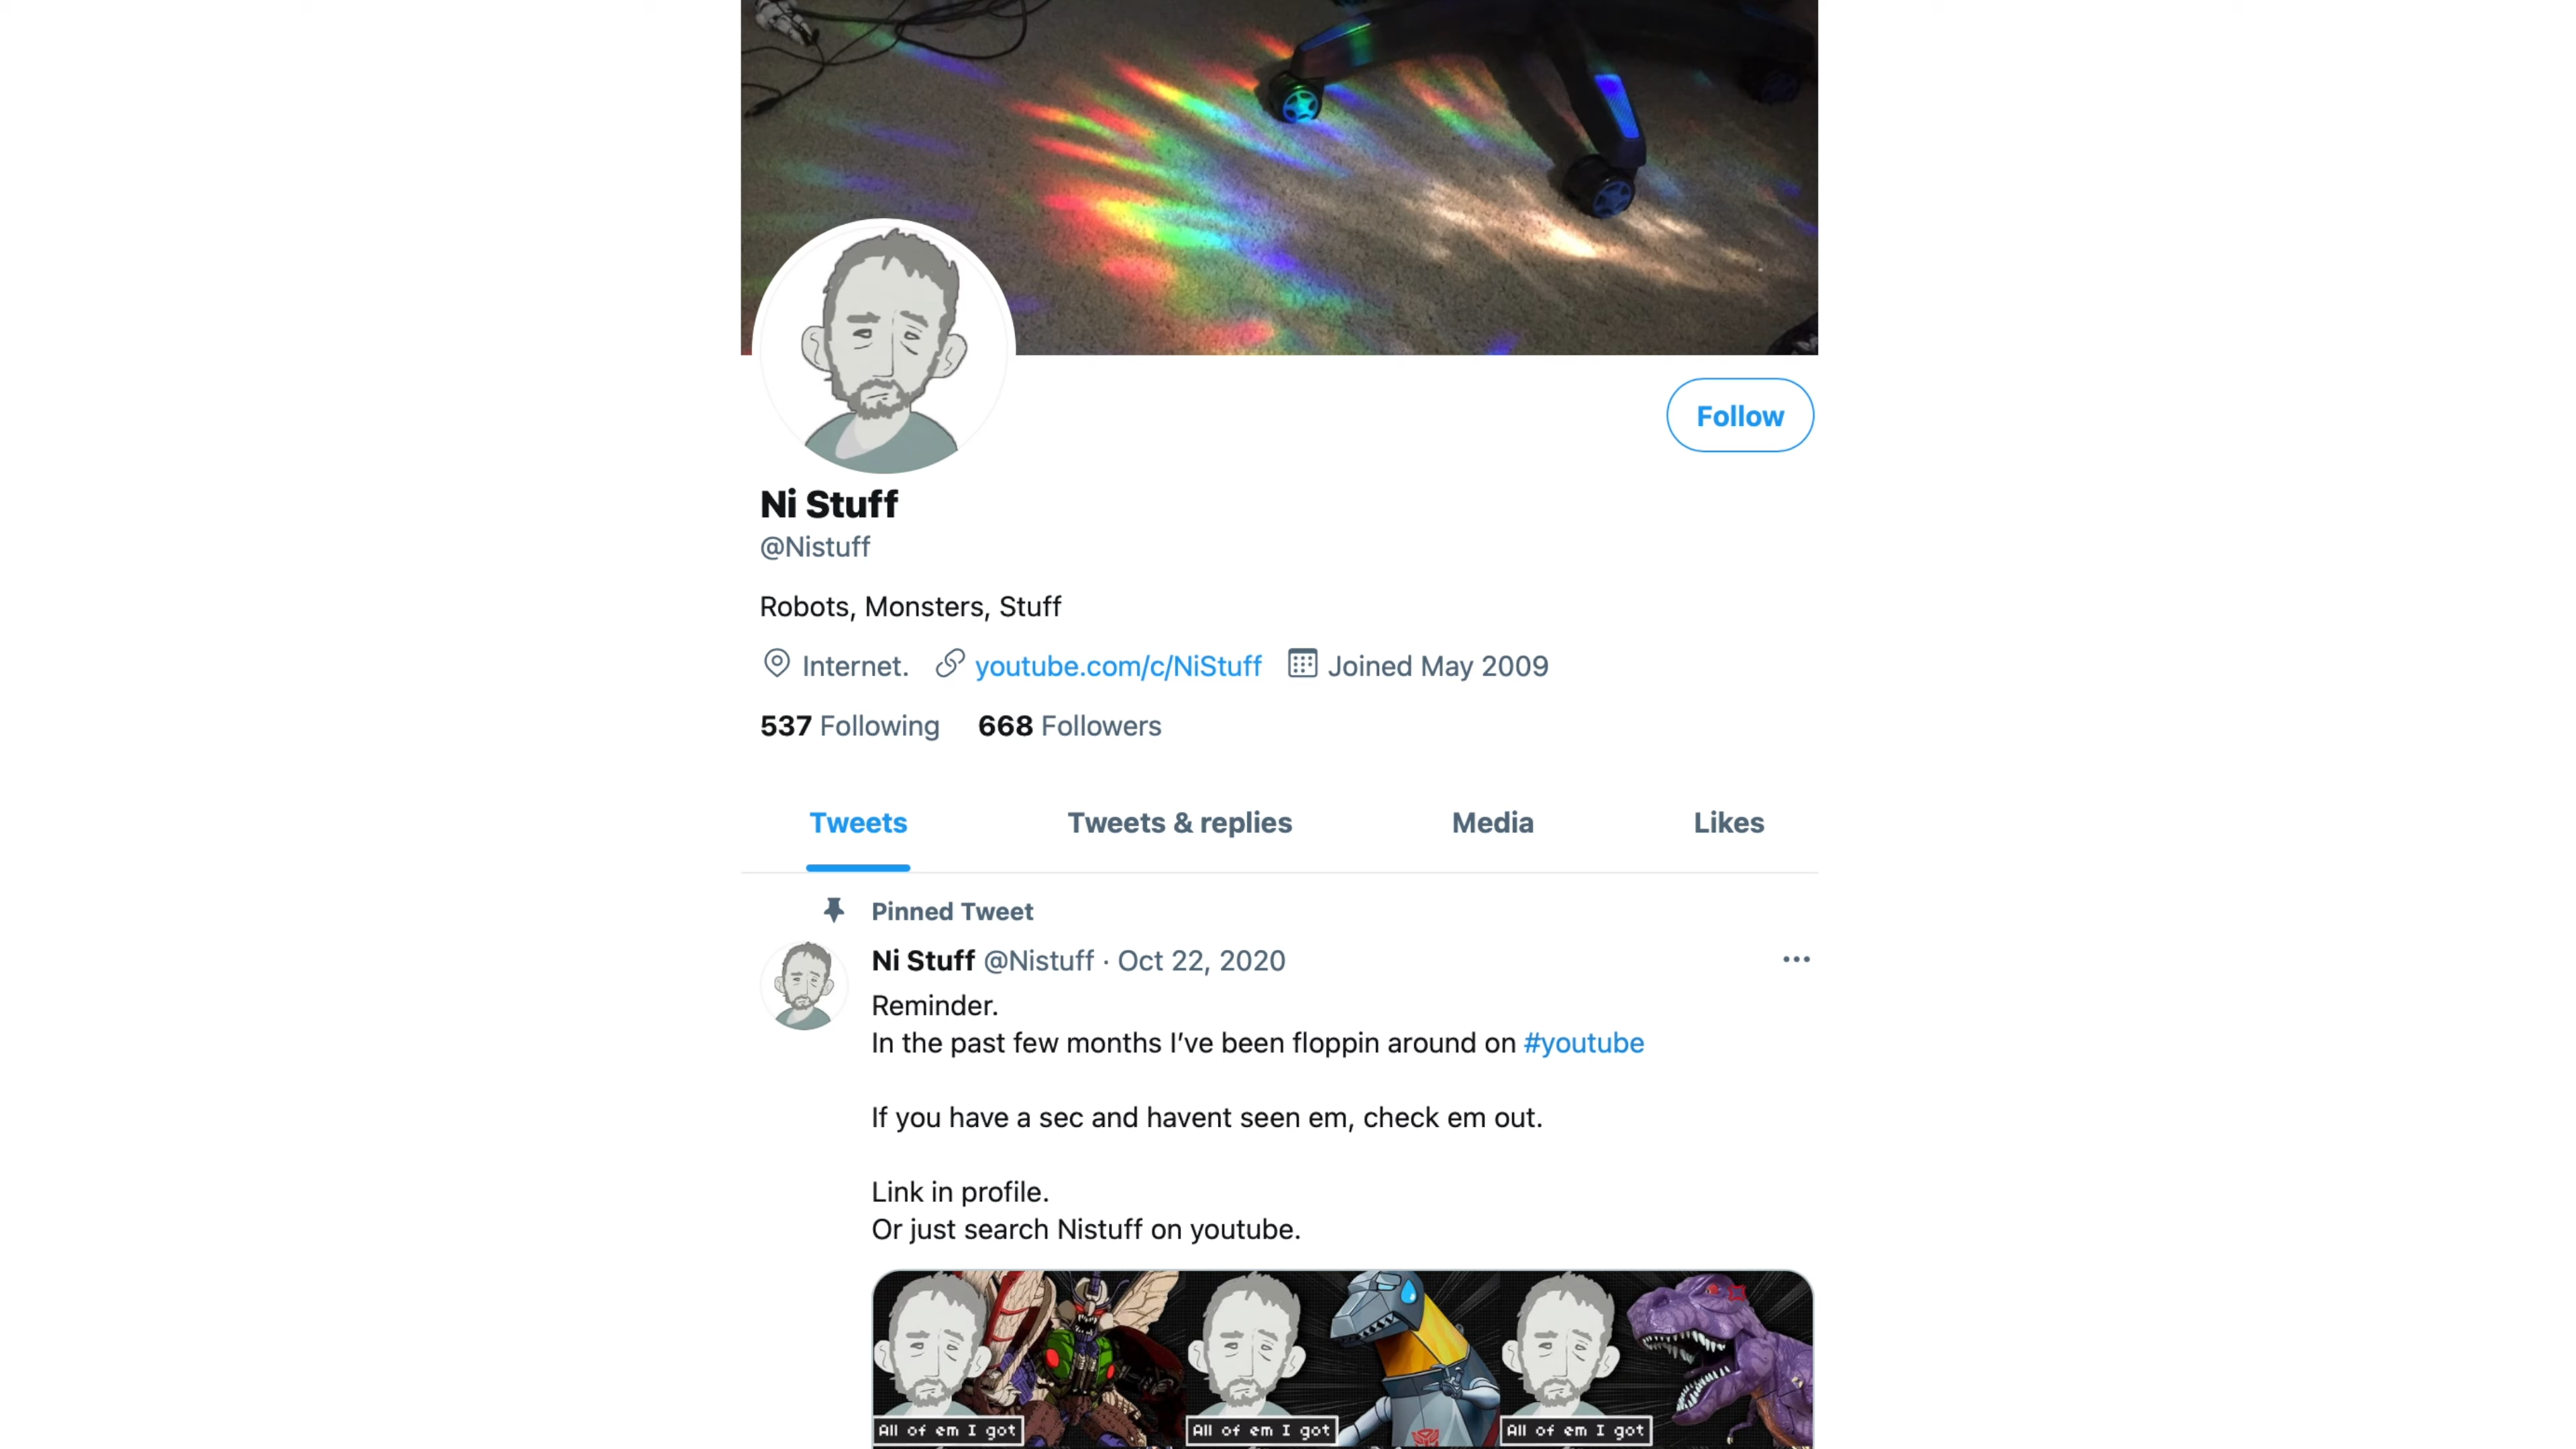 Follow
Ni Stuff
@Nistuff
Robots, Monsters, Stuff
Internet. youtube.com/c/NiStuff Joined May 2009
537 Following 668 Followers
Tweets Tweets & replies Media Likes
Pinned Tweet
Ni Stuff @Nistuff · Oct 22, 2020
Reminder.
In the past few months I’ve been floppin around on #youtube
If you have a sec and havent seen em, check em out.
Link in profile.
Or just search Nistuff on youtube.
All of em I got All of em I got All of em I got